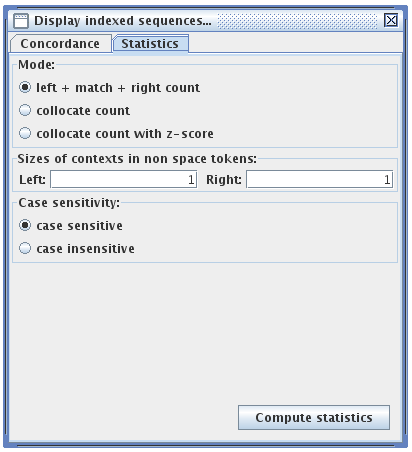 Display indexed sequences...
Concordance Statistics
Mode:
left + match + right count
collocate count
collocate count with z-score
Sizes of contexts in non space tokens:
Left: 1 Right: 1
Case sensitivity:
case sensitive
case insensitive
Compute statistics